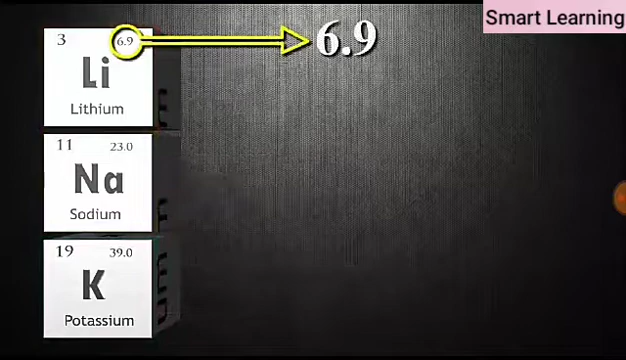 Smart Learning
3 6.9
6.9
Li
Lithium
11 23.0
Na
Sodium
19 39.0
K
Potassium